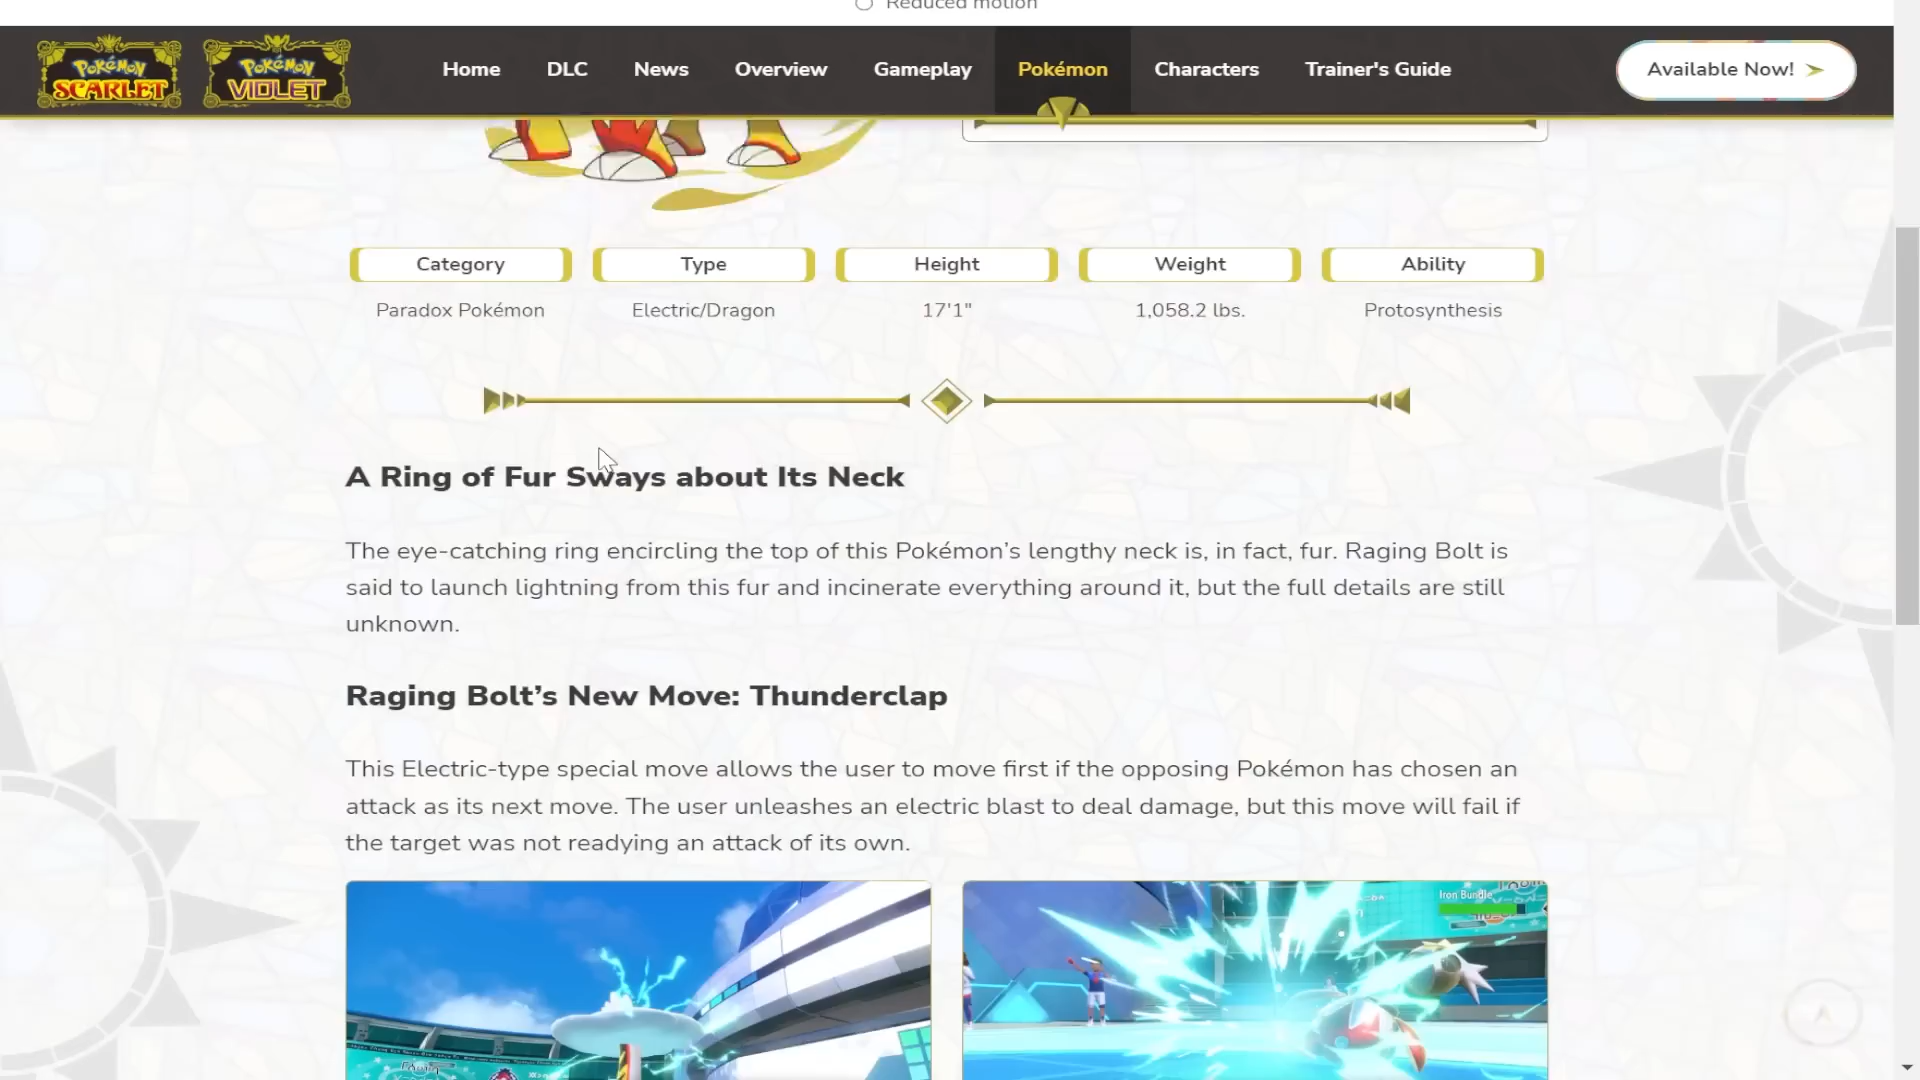 Reduced motion
POKéMON SCARLET
POKéMON VIOLET
Home DLC News Overview Gameplay Pokémon Characters Trainer's Guide
Available Now!
Category Type Height Weight Ability
Paradox Pokémon Electric/Dragon 17'1" 1,058.2 lbs. Protosynthesis
A Ring of Fur Sways about Its Neck
The eye-catching ring encircling the top of this Pokémon’s lengthy neck is, in fact, fur. Raging Bolt is
said to launch lightning from this fur and incinerate everything around it, but the full details are still
unknown.
Raging Bolt’s New Move: Thunderclap
This Electric-type special move allows the user to move first if the opposing Pokémon has chosen an
attack as its next move. The user unleashes an electric blast to deal damage, but this move will fail if
the target was not readying an attack of its own.
Iron Bundle